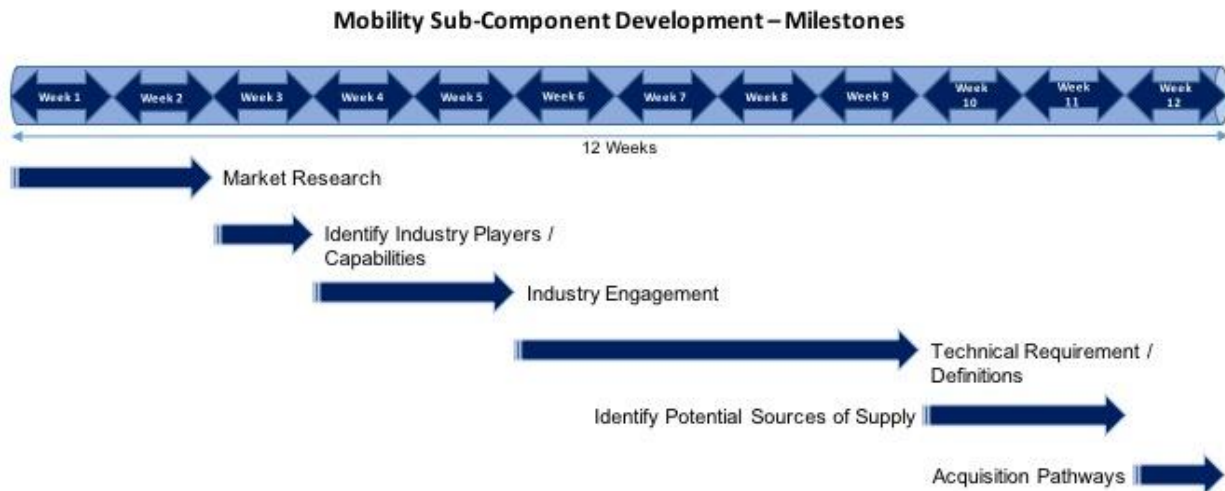 Mobility Sub-Component Development – Milestones
Week 1
Week 2
Week 3
Week 4
Week 5
Week 6
Week 7
Week 8
Week 9
Week
10
Week
11
Week
12
12 Weeks
Market Research
Identify Industry Players /
Capabilities
Industry Engagement
Technical Requirement /
Definitions
Identify Potential Sources of Supply
Acquisition Pathways